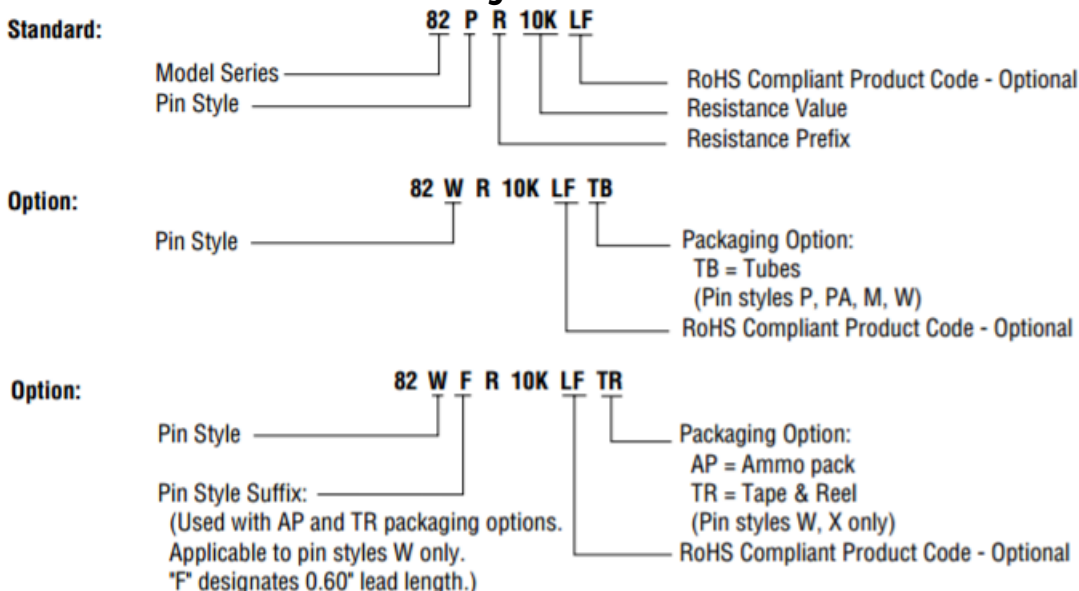 Standard:
82 P R 10K LF
Model Series
Pin Style
RoHS Compliant Product Code - Optional
Resistance Value
Resistance Prefix
Option:
82 W R 10K LF TB
Pin Style
Packaging Option:
TB = Tubes
(Pin styles P, PA, M, W)
RoHS Compliant Product Code - Optional
Option:
82 W F R 10K LF TR
Pin Style
Pin Style Suffix:
(Used with AP and TR packaging options.
Applicable to pin styles W only.
"F" designates 0.60" lead length.)
Packaging Option:
AP = Ammo pack
TR = Tape & Reel
(Pin styles W, X only)
RoHS Compliant Product Code - Optional